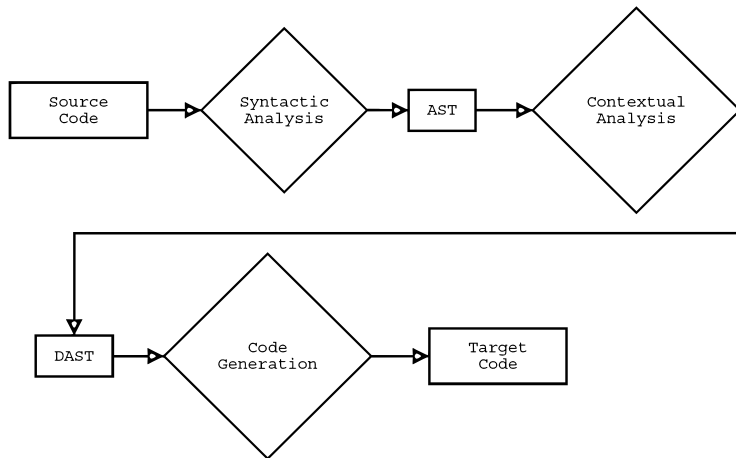 Source
Code
Syntactic
Analysis
AST
Contextual
Analysis
DAST
Code
Generation
Target
Code